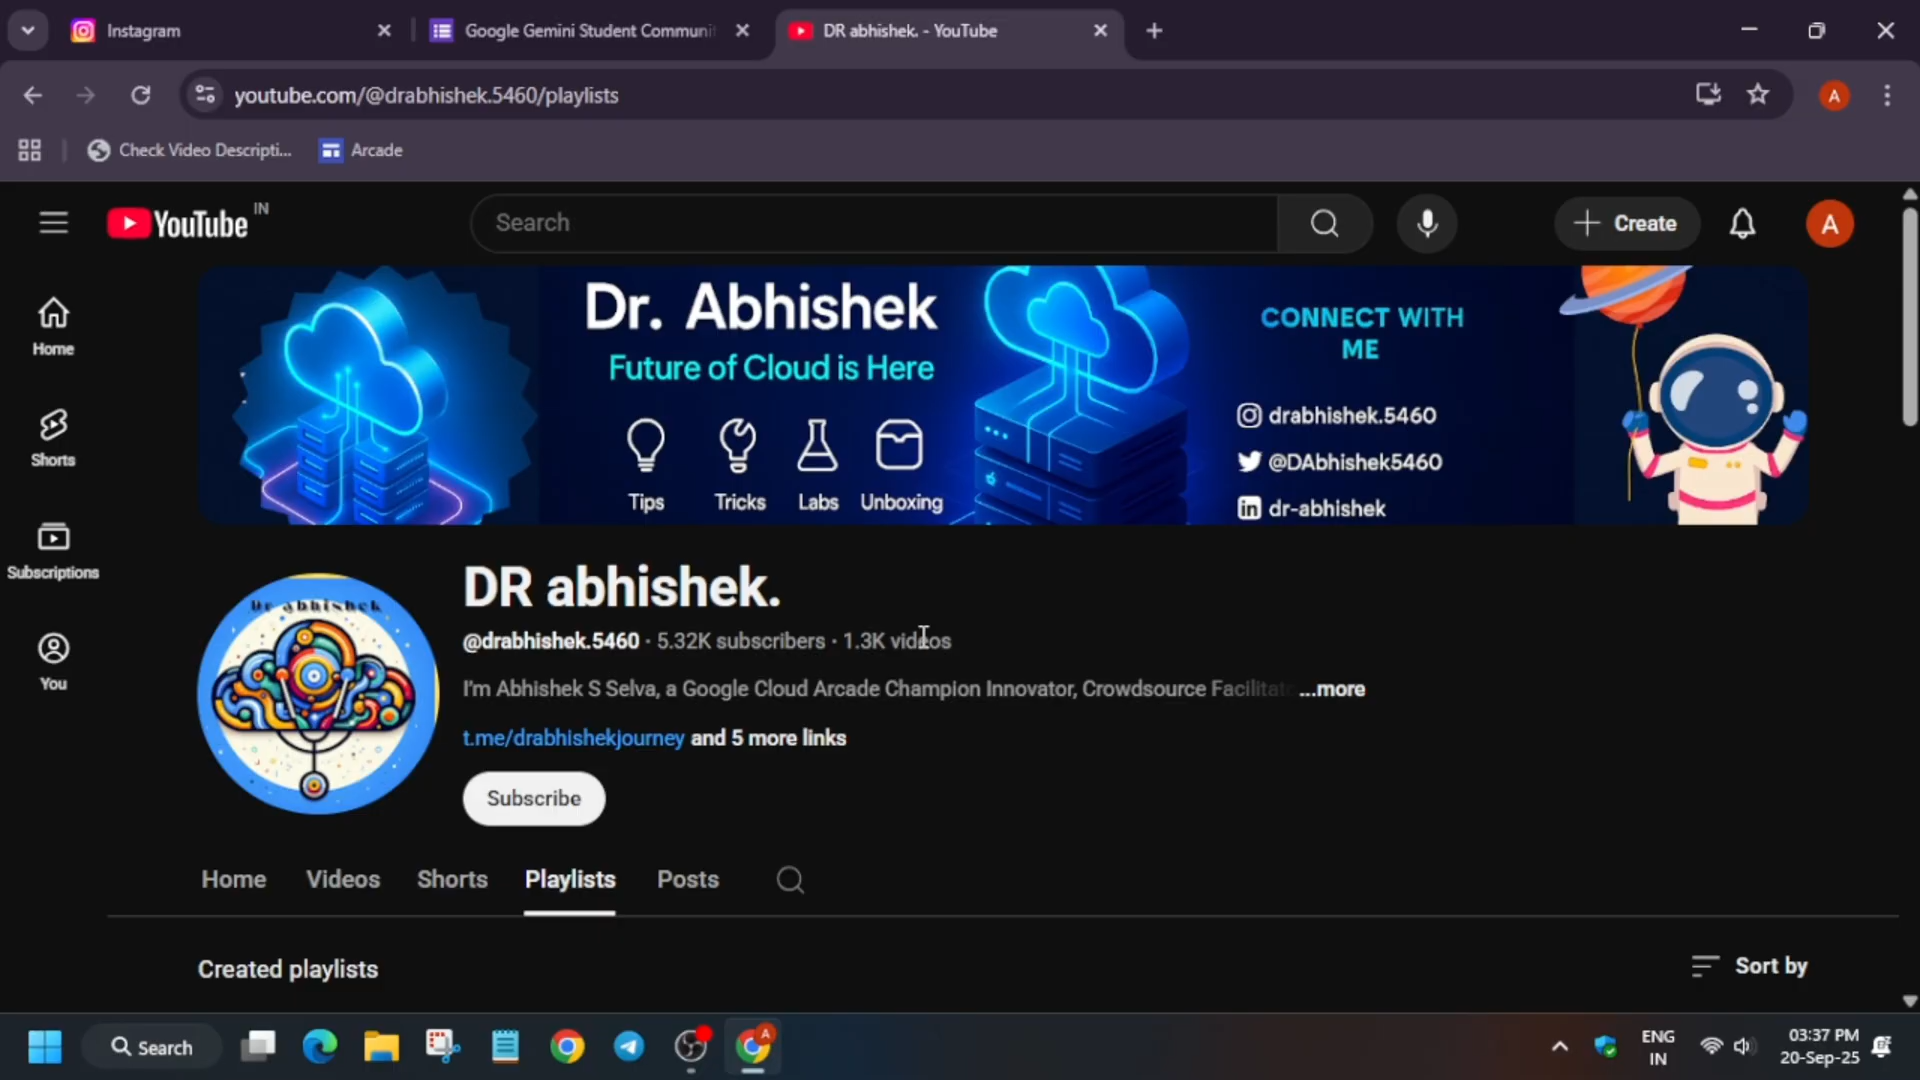 Instagram
Google Gemini Student Communi
DR abhishek. - YouTube
youtube.com/@drabhishek.5460/playlists
A
Check Video Descripti...
Arcade
YouTube IN
Search
Create
A
Home
Shorts
Subscriptions
You
Dr. Abhishek
Future of Cloud is Here
Tips
Tricks
Labs
Unboxing
CONNECT WITH
ME
drabhishek.5460
@DAbhishek5460
dr-abhishek
Dr abhishek
DR abhishek.
@drabhishek.5460 · 5.32K subscribers · 1.3K videos
I'm Abhishek S Selva, a Google Cloud Arcade Champion Innovator, Crowdsource Facilitat ...more
t.me/drabhishekjourney and 5 more links
Subscribe
Home
Videos
Shorts
Playlists
Posts
Created playlists
Sort by
Search
A
ENG
IN
03:37 PM
20-Sep-25